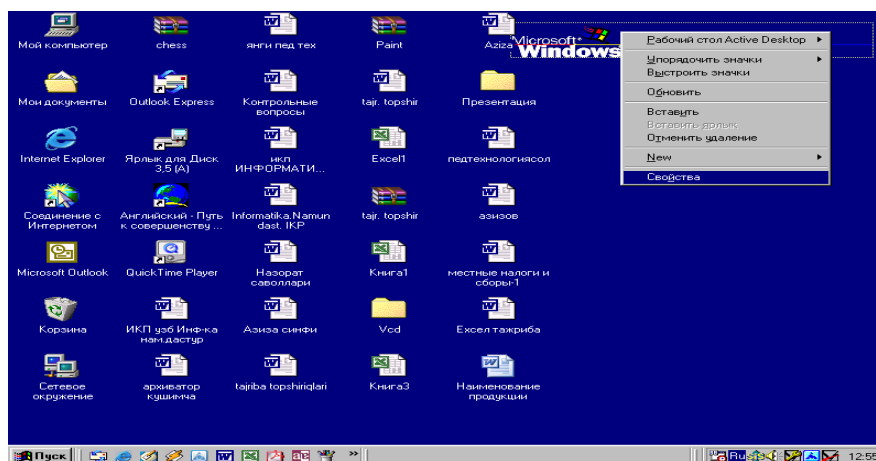 Мой компьютер
chess
янги пед тех
Paint
Aziza
Microsoft
Windows
Мои документы
Outlook Express
Контрольные
вопросы
tajr. topshir
Презентация
Internet Explorer
Ярлык для Диск
3,5 (A)
икп
ИНФОРМАТИ...
Excel1
педтехнологиясол
Соединение с
Интернетом
Английский - Путь
к совершенству ...
Informatika.Namun
dast. IKP
tajr. topshir
азизов
Microsoft Outlook
QuickTime Player
Назорат
саволлари
Книга1
местные налоги и
сборы-1
Корзина
ИКП узб Инф-ка
нам.дастур
Азиза синфи
Vcd
Ехсел тажриба
Сетевое
окружение
архиватор
кушимча
tajriba topshiriqlari
Книга3
Наименование
продукции
Рабочий стол Active Desktop
Упорядочить значки
Выстроить значки
Обновить
Вставить
Вставить ярлык
Отменить удаление
New
Свойства
Пуск
»
Ru
12:55